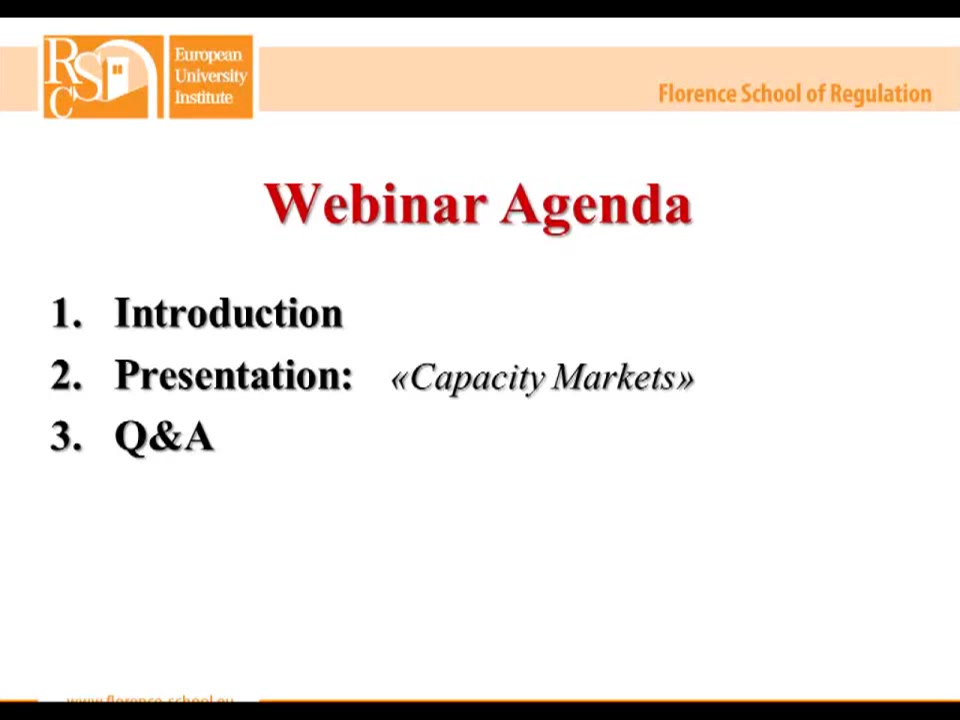 RSC
European
University
Institute
Florence School of Regulation
Webinar Agenda
1. Introduction
2. Presentation: «Capacity Markets»
3. Q&A
www.florence-school.eu